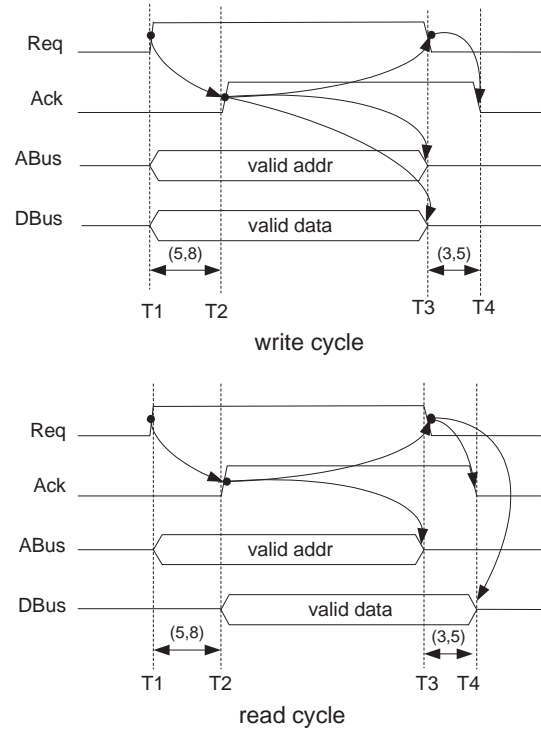 Req
Ack
ABus
valid addr
DBus
valid data
(5,8)
(3,5)
T1
T2
T3
T4
write cycle
Req
Ack
ABus
valid addr
DBus
valid data
(5,8)
(3,5)
T1
T2
T3
T4
read cycle